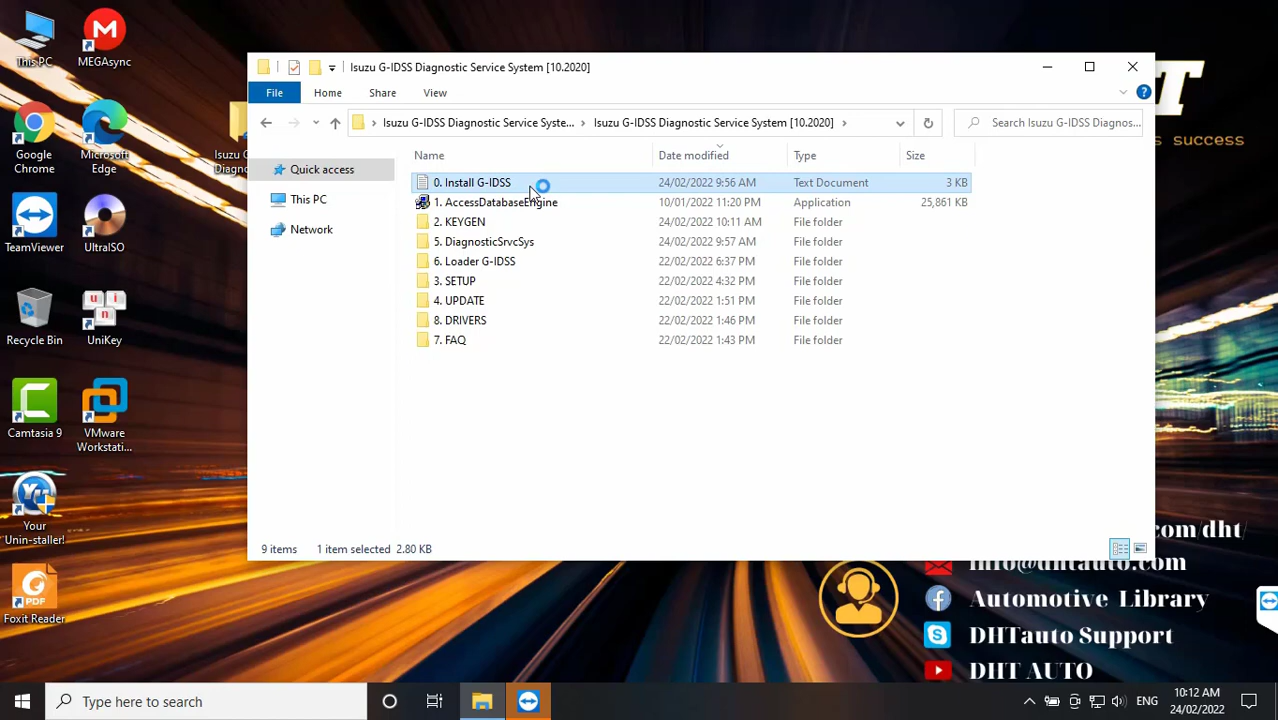 This PC
MEGAsync
Google
Chrome
Microsoft
Edge
Isuzu G
Diagno
TeamViewer
UltraISO
Recycle Bin
UniKey
Camtasia 9
VMware
Workstati...
Your
Unin-staller!
Foxit Reader
Isuzu G-IDSS Diagnostic Service System [10.2020]
File
Home
Share
View
Isuzu G-IDSS Diagnostic Service Syste...
Isuzu G-IDSS Diagnostic Service System [10.2020]
Search Isuzu G-IDSS Diagnos...
Quick access
This PC
Network
Name Date modified Type Size
0. Install G-IDSS 24/02/2022 9:56 AM Text Document 3 KB
1. AccessDatabaseEngine 10/01/2022 11:20 PM Application 25,861 KB
2. KEYGEN 24/02/2022 10:11 AM File folder
5. DiagnosticSrvcSys 24/02/2022 9:57 AM File folder
6. Loader G-IDSS 22/02/2022 6:37 PM File folder
3. SETUP 22/02/2022 4:32 PM File folder
4. UPDATE 22/02/2022 1:51 PM File folder
8. DRIVERS 22/02/2022 1:46 PM File folder
7. FAQ 22/02/2022 1:43 PM File folder
9 items 1 item selected 2.80 KB
T
s success
com/dht/
info@dhtauto.com
Automotive Library
DHTauto Support
DHT AUTO
Type here to search
ENG
10:12 AM
24/02/2022